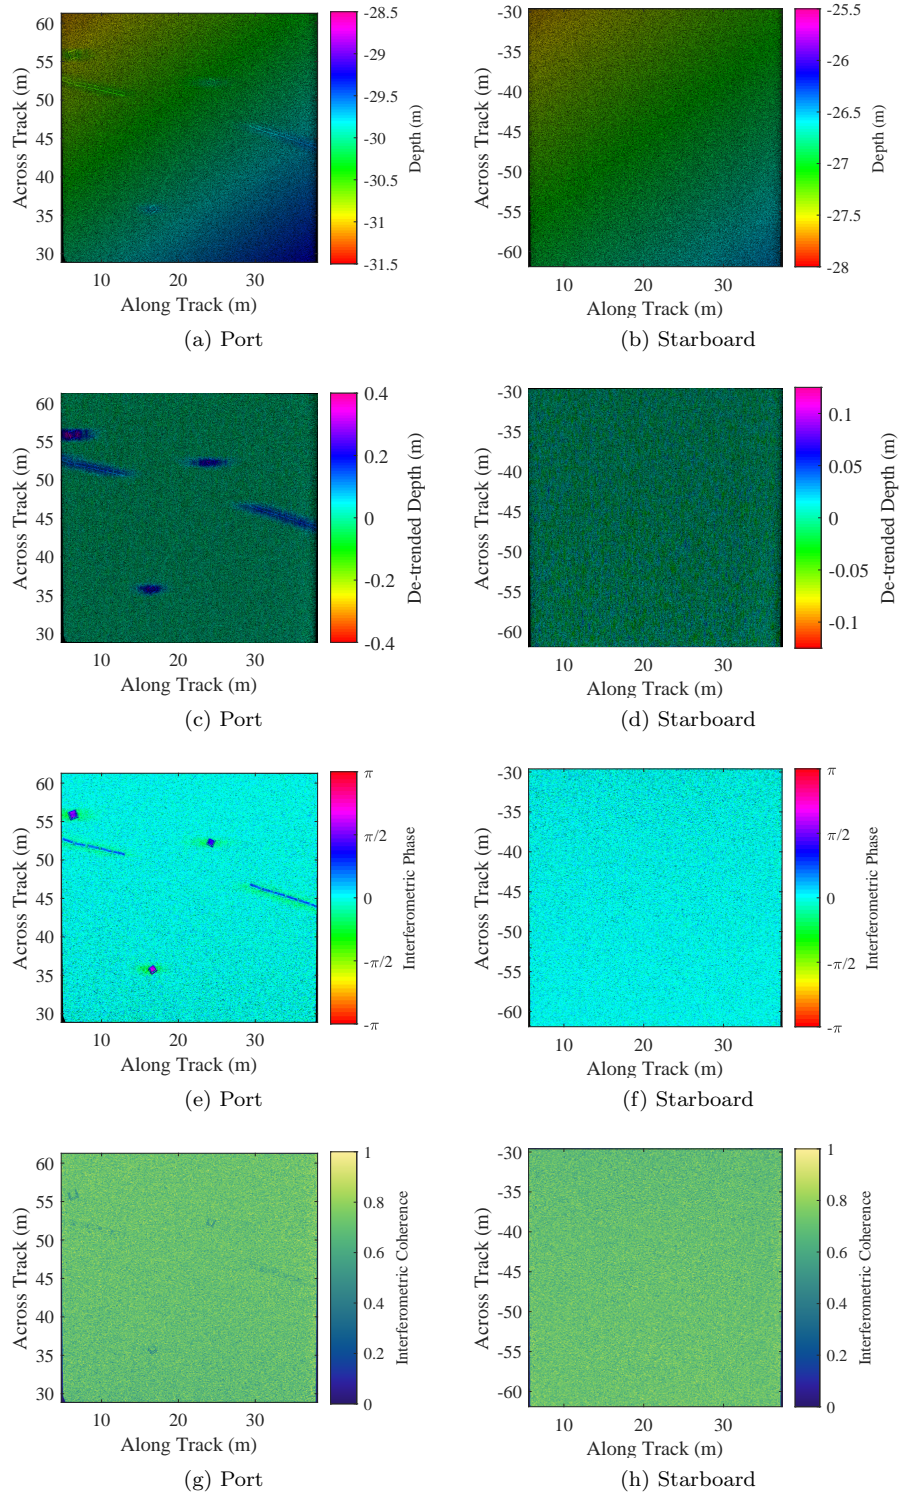 60
55
50
45
40
35
30
Across Track (m)
10
20
30
Along Track (m)
-28.5
-29
-29.5
-30
-30.5
-31
-31.5
Depth (m)
(a) Port
-30
-35
-40
-45
-50
-55
-60
Across Track (m)
10
20
30
Along Track (m)
-25.5
-26
-26.5
-27
-27.5
-28
Depth (m)
(b) Starboard
60
55
50
45
40
35
30
Across Track (m)
10
20
30
Along Track (m)
0.4
0.2
0
-0.2
-0.4
De-trended Depth (m)
(c) Port
-30
-35
-40
-45
-50
-55
-60
Across Track (m)
10
20
30
Along Track (m)
0.1
0.05
0
-0.05
-0.1
De-trended Depth (m)
(d) Starboard
60
55
50
45
40
35
30
Across Track (m)
10
20
30
Along Track (m)
π
π/2
0
-π/2
-π
Interferometric Phase
(e) Port
-30
-35
-40
-45
-50
-55
-60
Across Track (m)
10
20
30
Along Track (m)
π
π/2
0
-π/2
-π
Interferometric Phase
(f) Starboard
60
55
50
45
40
35
30
Across Track (m)
10
20
30
Along Track (m)
1
0.8
0.6
0.4
0.2
0
Interferometric Coherence
(g) Port
-30
-35
-40
-45
-50
-55
-60
Across Track (m)
10
20
30
Along Track (m)
1
0.8
0.6
0.4
0.2
0
Interferometric Coherence
(h) Starboard